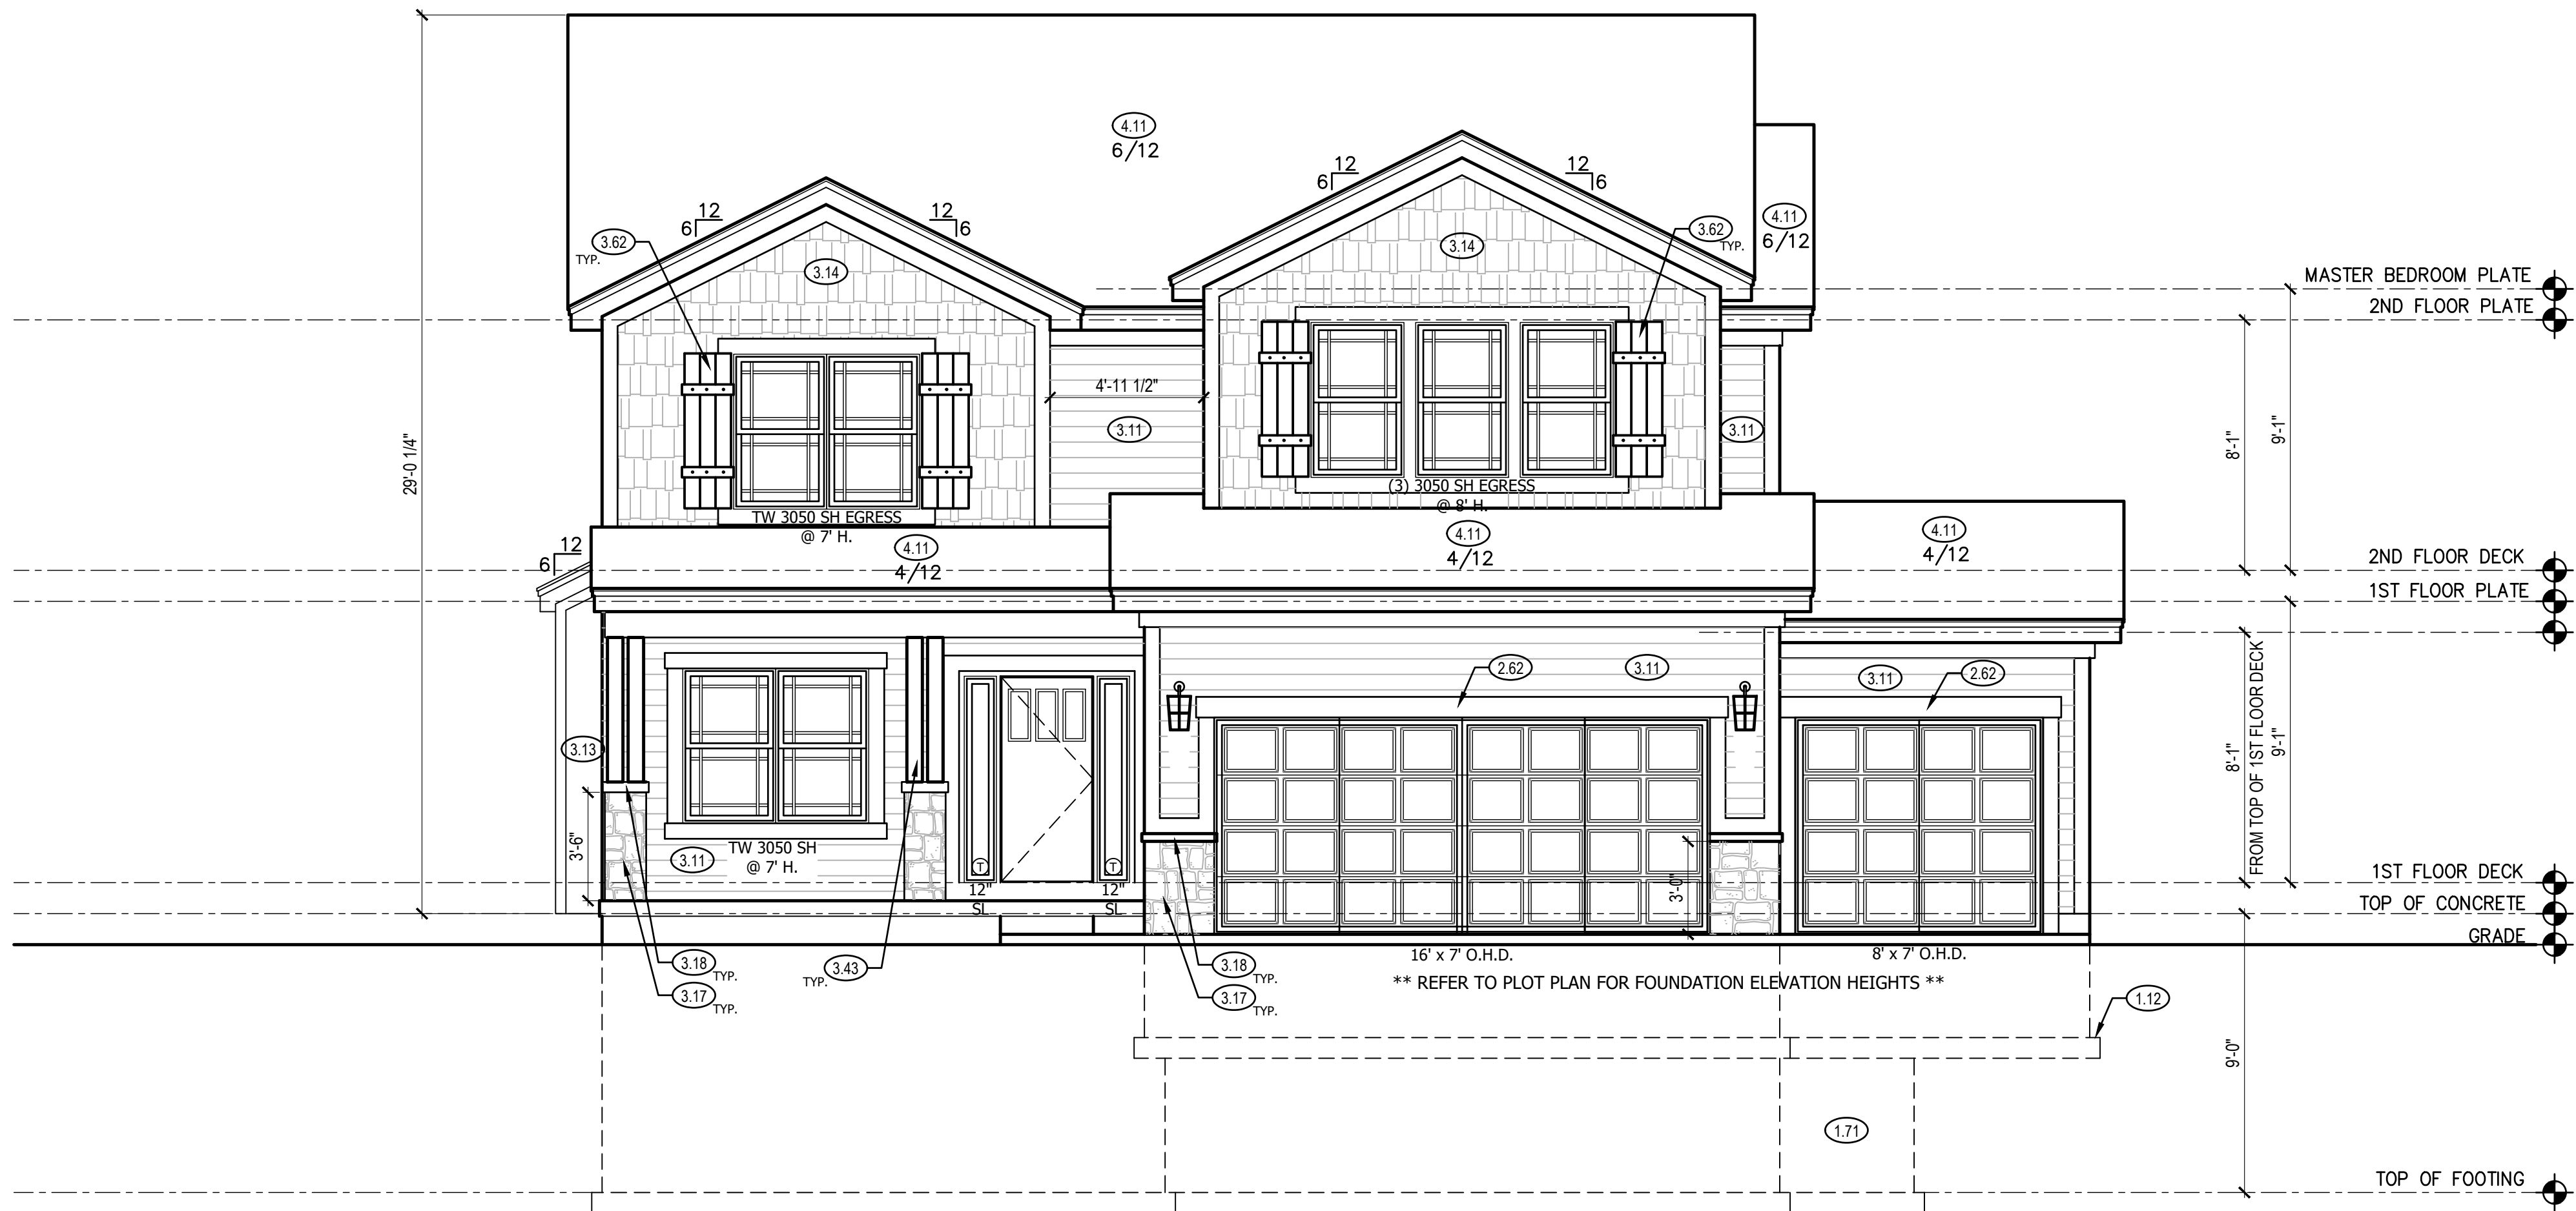 4.11
6/12
12
6
12
6
12
6
12
6
3.62
TYP.
3.62
TYP.
4.11
6/12
3.14
3.14
MASTER BEDROOM PLATE
2ND FLOOR PLATE
29'-0 1/4"
4'-11 1/2"
3.11
3.11
8'-1"
9'-1"
TW 3050 SH EGRESS
@ 7' H.
(3) 3050 SH EGRESS
@ 8' H.
12
6
4.11
4/12
4.11
4/12
4.11
4/12
2ND FLOOR DECK
1ST FLOOR PLATE
2.62
3.11
3.11
2.62
3.13
3'-6"
3.11
TW 3050 SH
@ 7' H.
T
T
12"
SL
12"
SL
3'-0"
8'-1"
FROM TOP OF 1ST FLOOR DECK
9'-1"
1ST FLOOR DECK
TOP OF CONCRETE
GRADE
3.18
TYP.
3.17
TYP.
3.43
TYP.
3.18
TYP.
3.17
TYP.
16' x 7' O.H.D.
8' x 7' O.H.D.
** REFER TO PLOT PLAN FOR FOUNDATION ELEVATION HEIGHTS **
1.12
9'-0"
1.71
TOP OF FOOTING